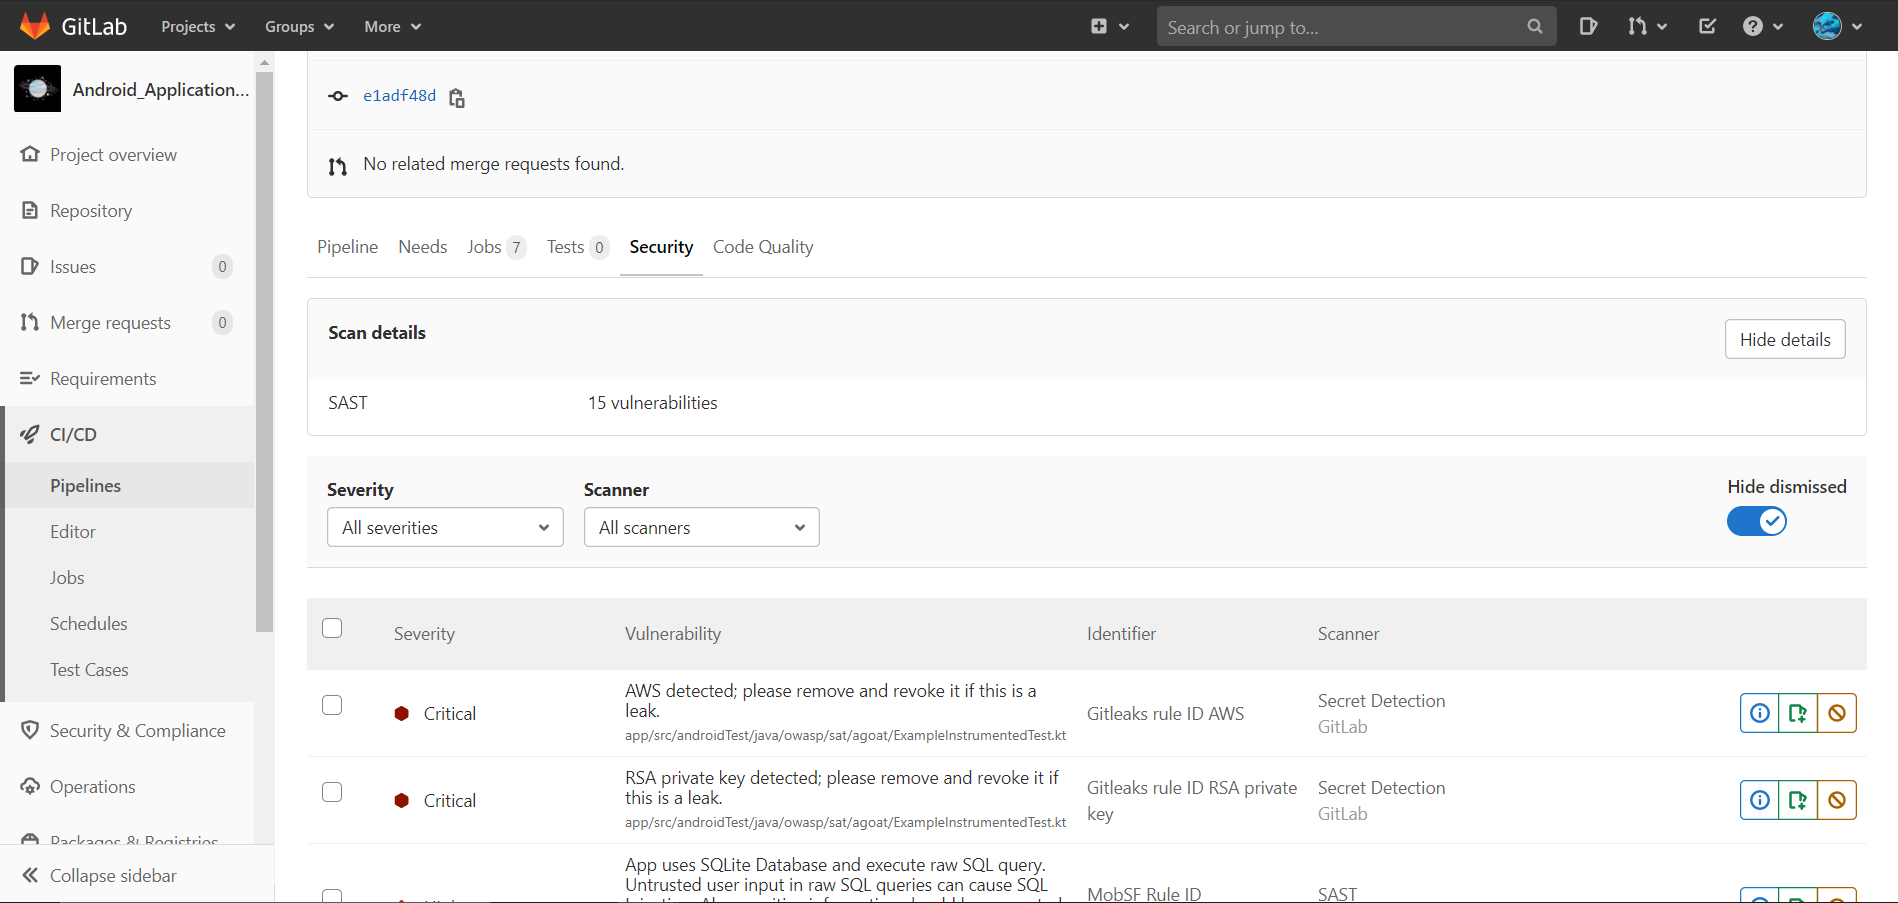 GitLab Projects Groups More Search or jump to...
Android_Application...
Project overview
Repository
Issues 0
Merge requests 0
Requirements
CI/CD
Pipelines
Editor
Jobs
Schedules
Test Cases
Security & Compliance
Operations
Packages & Registries
Collapse sidebar
e1adf48d
No related merge requests found.
Pipeline Needs Jobs 7 Tests 0 Security Code Quality
Scan details
Hide details
SAST 15 vulnerabilities
Severity Scanner Hide dismissed
All severities All scanners
Severity Vulnerability Identifier Scanner
Critical
AWS detected; please remove and revoke it if this is a
leak.
app/src/androidTest/java/owasp/sat/agoat/ExampleInstrumentedTest.kt
Gitleaks rule ID AWS
Secret Detection
GitLab
Critical
RSA private key detected; please remove and revoke it if
this is a leak.
app/src/androidTest/java/owasp/sat/agoat/ExampleInstrumentedTest.kt
Gitleaks rule ID RSA private
key
Secret Detection
GitLab
App uses SQLite Database and execute raw SQL query.
Untrusted user input in raw SQL queries can cause SQL
MobSF Rule ID
SAST